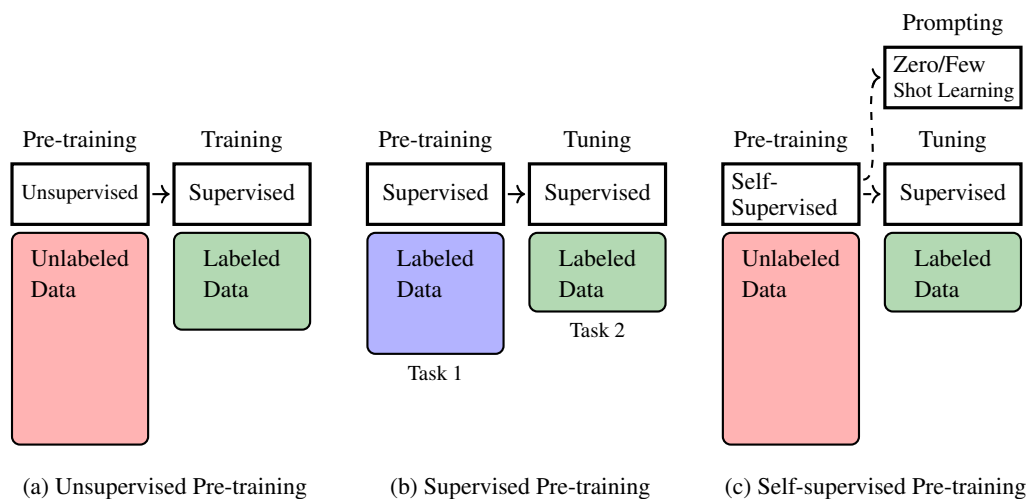 Pre-training
Training
Unsupervised
Supervised
Unlabeled
Data
Labeled
Data
(a) Unsupervised Pre-training
Pre-training
Tuning
Supervised
Supervised
Labeled
Data
Labeled
Data
Task 1
Task 2
(b) Supervised Pre-training
Prompting
Zero/Few
Shot Learning
Pre-training
Tuning
Self-
Supervised
Supervised
Unlabeled
Data
Labeled
Data
(c) Self-supervised Pre-training